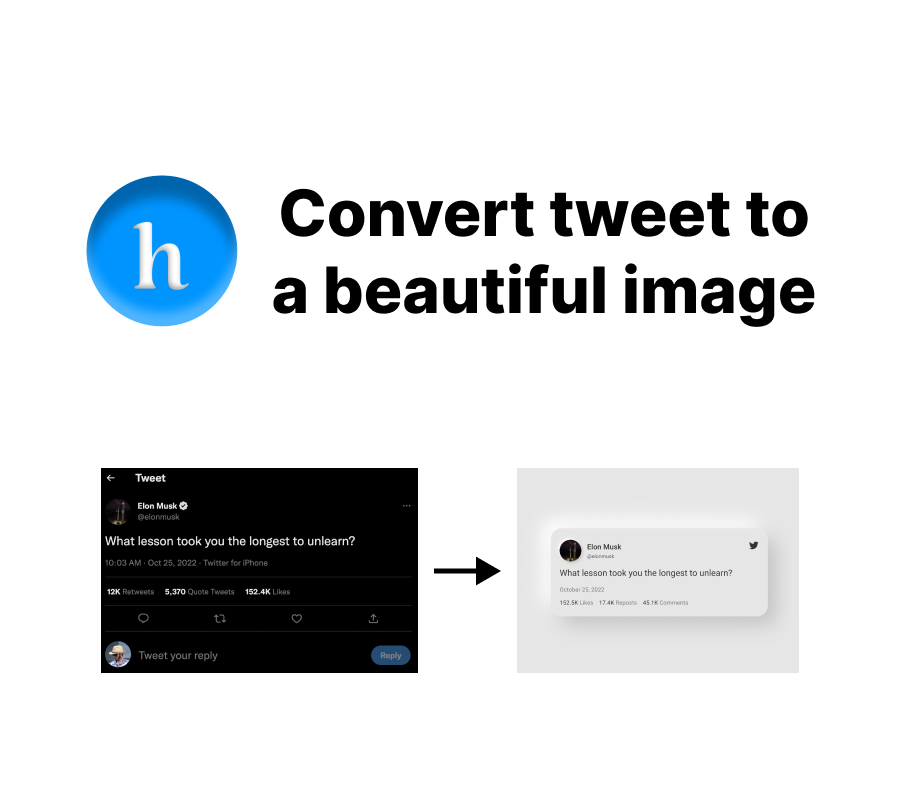 h
Convert tweet to
a beautiful image
Tweet
Elon Musk
@elonmusk
What lesson took you the longest to unlearn?
10:03 AM · Oct 25, 2022 · Twitter for iPhone
12K Retweets 5,370 Quote Tweets 152.4K Likes
Tweet your reply
Reply
Elon Musk
@elonmusk
What lesson took you the longest to unlearn?
October 25, 2022
152.5K Likes 17.4K Reposts 45.1K Comments